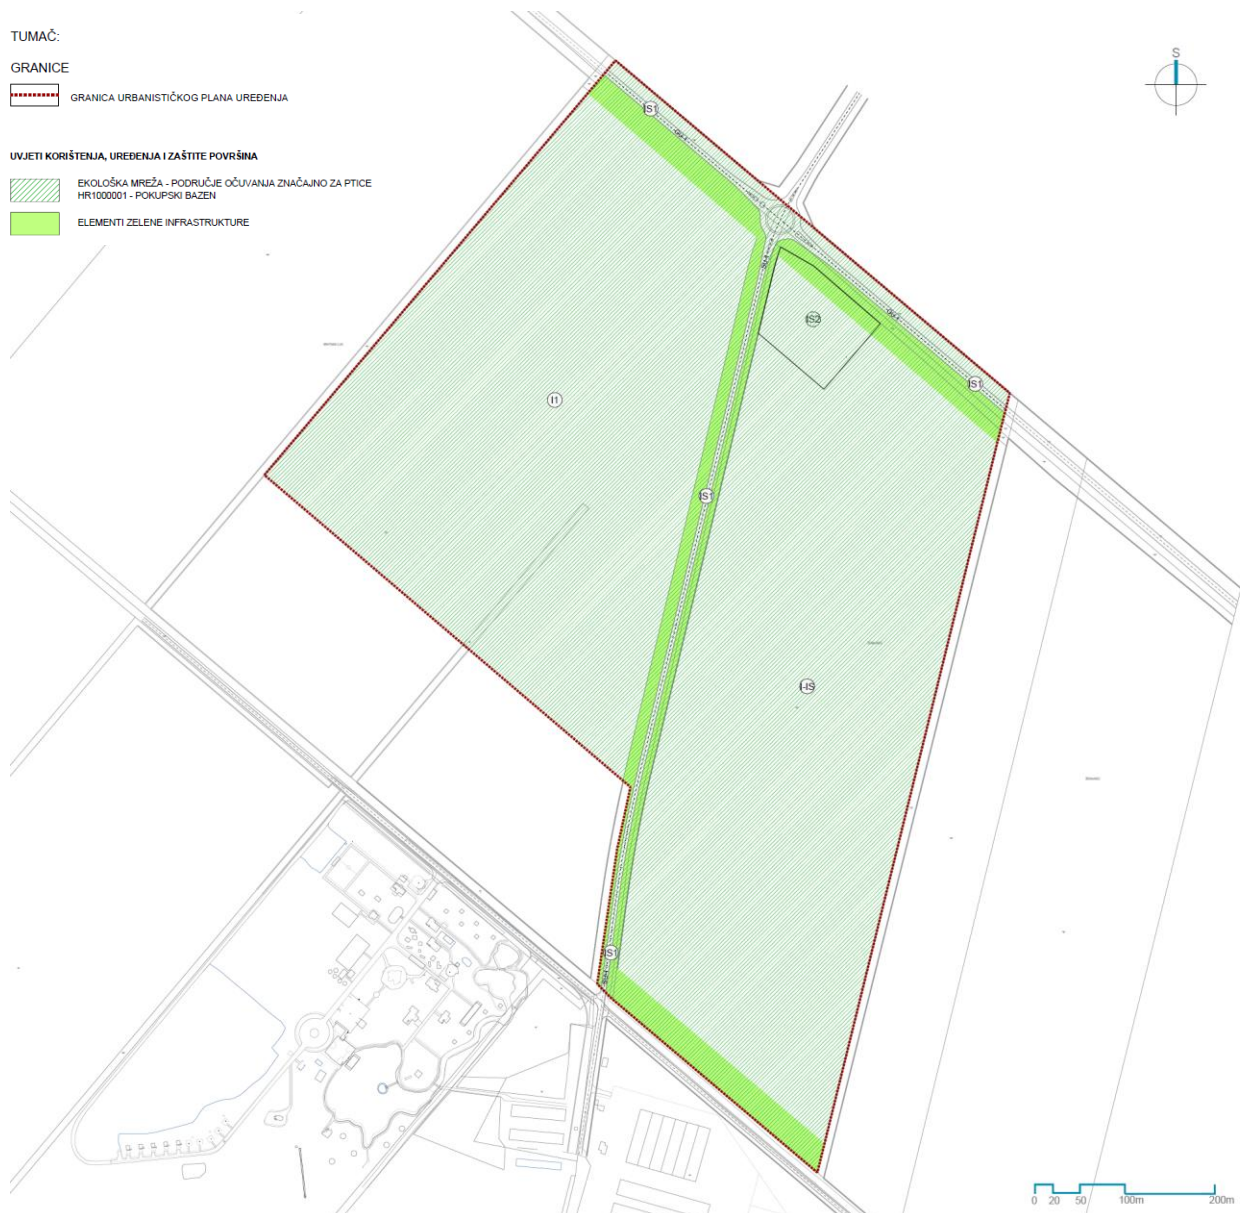 TUMAČ:
GRANICE
GRANICA URBANISTIČKOG PLANA UREĐENJA
UVJETI KORIŠTENJA, UREĐENJA I ZAŠTITE POVRŠINA
EKOLOŠKA MREŽA - PODRUČJE OČUVANJA ZNAČAJNO ZA PTICE
HR1000001 - POKUPSKI BAZEN
ELEMENTI ZELENE INFRASTRUKTURE
S
IS1
IS2
IS1
I1
IS1
I-IS
IS1
0 20 50 100m 200m